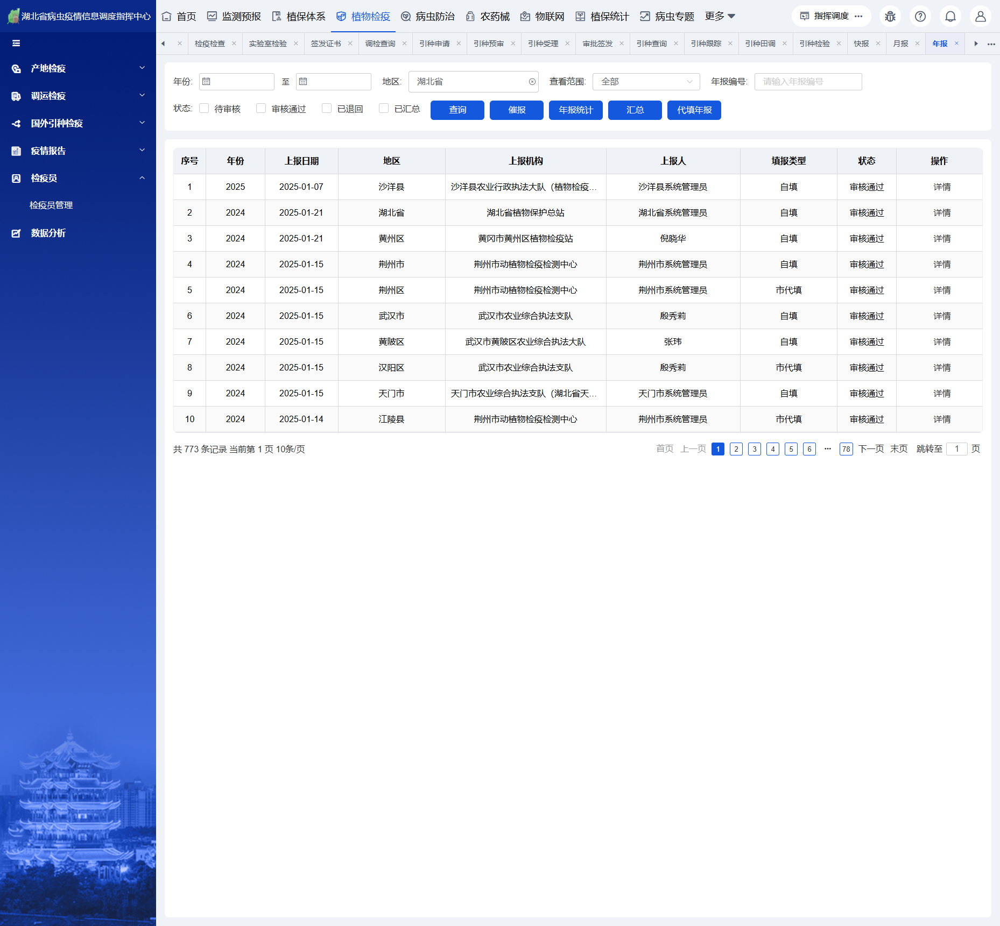 湖北省病虫疫情信息调度指挥中心
首页 监测预报 植保体系 植物检疫 病虫防治 农药械 物联网 植保统计 病虫专题 更多 指挥调度
检疫检查 实验室检验 签发证书 调检查询 引种申请 引种预审 引种受理 审批签发 引种查询 引种跟踪 引种田调 引种检验 快报 月报 年报
产地检疫
调运检疫
国外引种检疫
疫情报告
检疫员
检疫员管理
数据分析
年份: 至 地区: 湖北省 查看范围: 全部 年报编号: 请输入年报编号
状态: 待审核 审核通过 已退回 已汇总 查询 催报 年报统计 汇总 代填年报
序号 年份 上报日期 地区 上报机构 上报人 填报类型 状态 操作
1 2025 2025-01-07 沙洋县 沙洋县农业行政执法大队（植物检疫... 沙洋县系统管理员 自填 审核通过 详情
2 2024 2025-01-21 湖北省 湖北省植物保护总站 湖北省系统管理员 自填 审核通过 详情
3 2024 2025-01-21 黄州区 黄冈市黄州区植物检疫站 倪晓华 自填 审核通过 详情
4 2024 2025-01-15 荆州市 荆州市动植物检疫检测中心 荆州市系统管理员 自填 审核通过 详情
5 2024 2025-01-15 荆州区 荆州市动植物检疫检测中心 荆州市系统管理员 市代填 审核通过 详情
6 2024 2025-01-15 武汉市 武汉市农业综合执法支队 殷秀莉 自填 审核通过 详情
7 2024 2025-01-15 黄陂区 武汉市黄陂区农业综合执法大队 张玮 自填 审核通过 详情
8 2024 2025-01-15 汉阳区 武汉市农业综合执法支队 殷秀莉 市代填 审核通过 详情
9 2024 2025-01-15 天门市 天门市农业综合执法支队（湖北省天... 天门市系统管理员 自填 审核通过 详情
10 2024 2025-01-14 江陵县 荆州市动植物检疫检测中心 荆州市系统管理员 市代填 审核通过 详情
共 773 条记录 当前第 1 页 10条/页 首页 上一页 1 2 3 4 5 6 ... 78 下一页 末页 跳转至 1 页